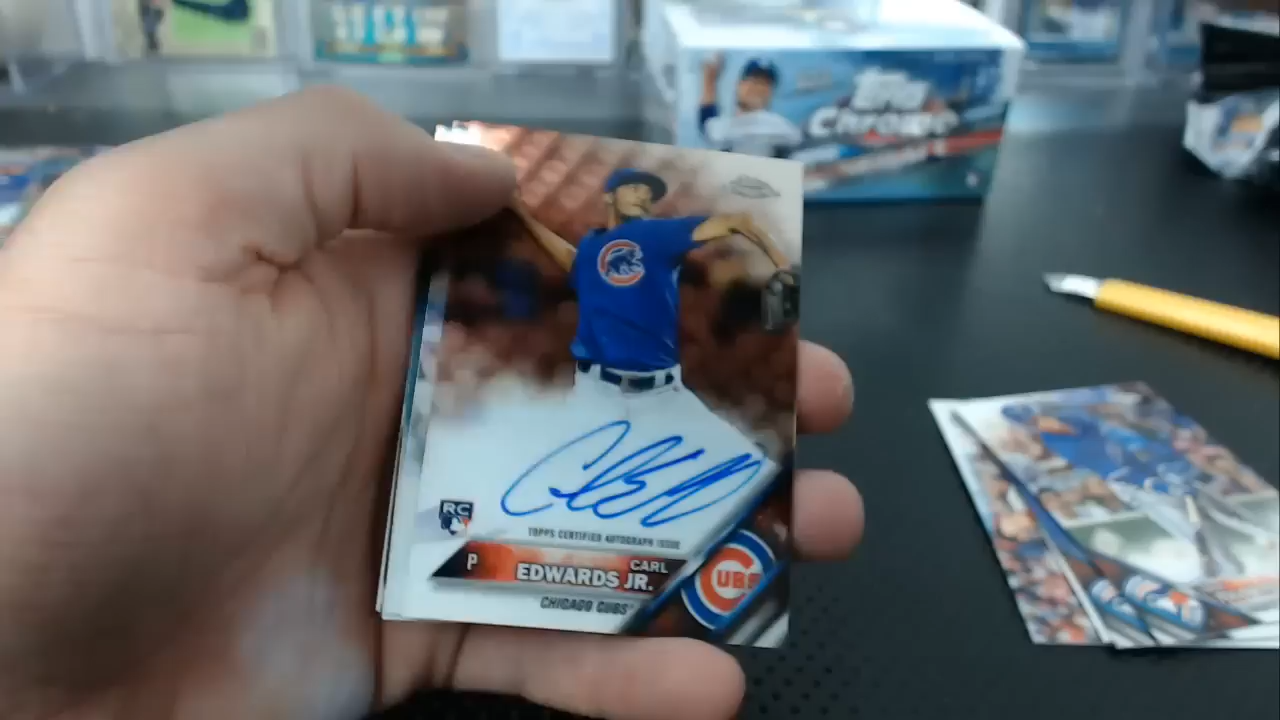 Topps
Chrome
RC
TOPPS CERTIFIED AUTOGRAPH ISSUE
P
CARL
EDWARDS JR.
CHICAGO CUBS
CUBS